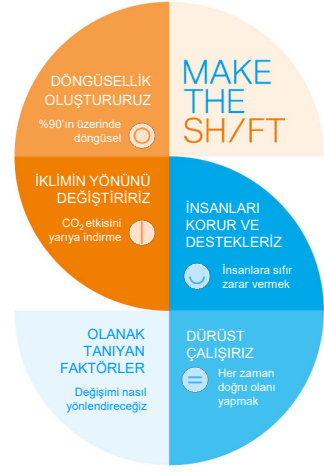 DÖNGÜSELLİK
OLUŞTURURUZ
%90'ın üzerinde
döngüsel
MAKE
THE
SH/FT
İKLİMİN YÖNÜNÜ
DEĞİŞTİRİRİZ
CO₂ etkisini
yarıya indirme
İNSANLARI
KORUR VE
DESTEKLERİZ
İnsanlara sıfır
zarar vermek
OLANAK
TANIYAN
FAKTÖRLER
Değişimi nasıl
yönlendireceğiz
DÜRÜST
ÇALIŞIRIZ
Her zaman
doğru olanı
yapmak